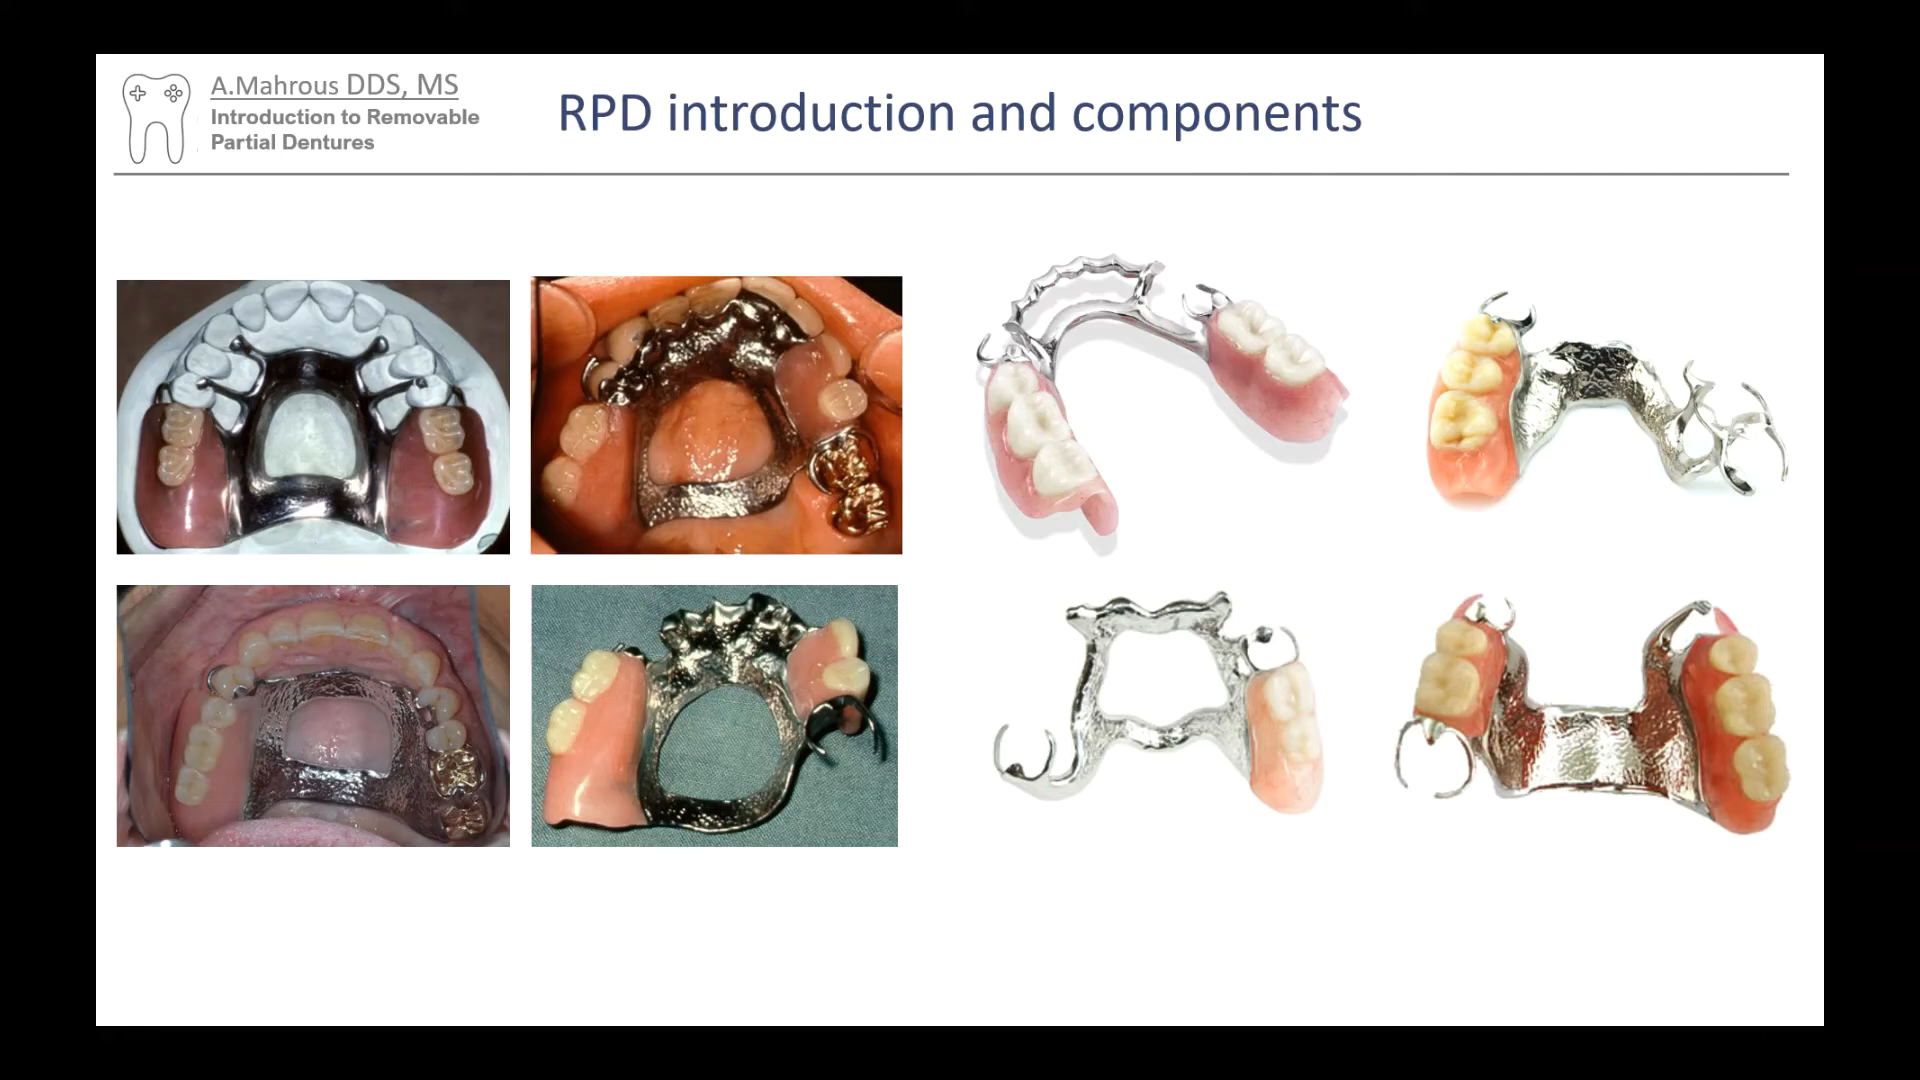 A.Mahrous DDS, MS
Introduction to Removable
Partial Dentures
RPD introduction and components